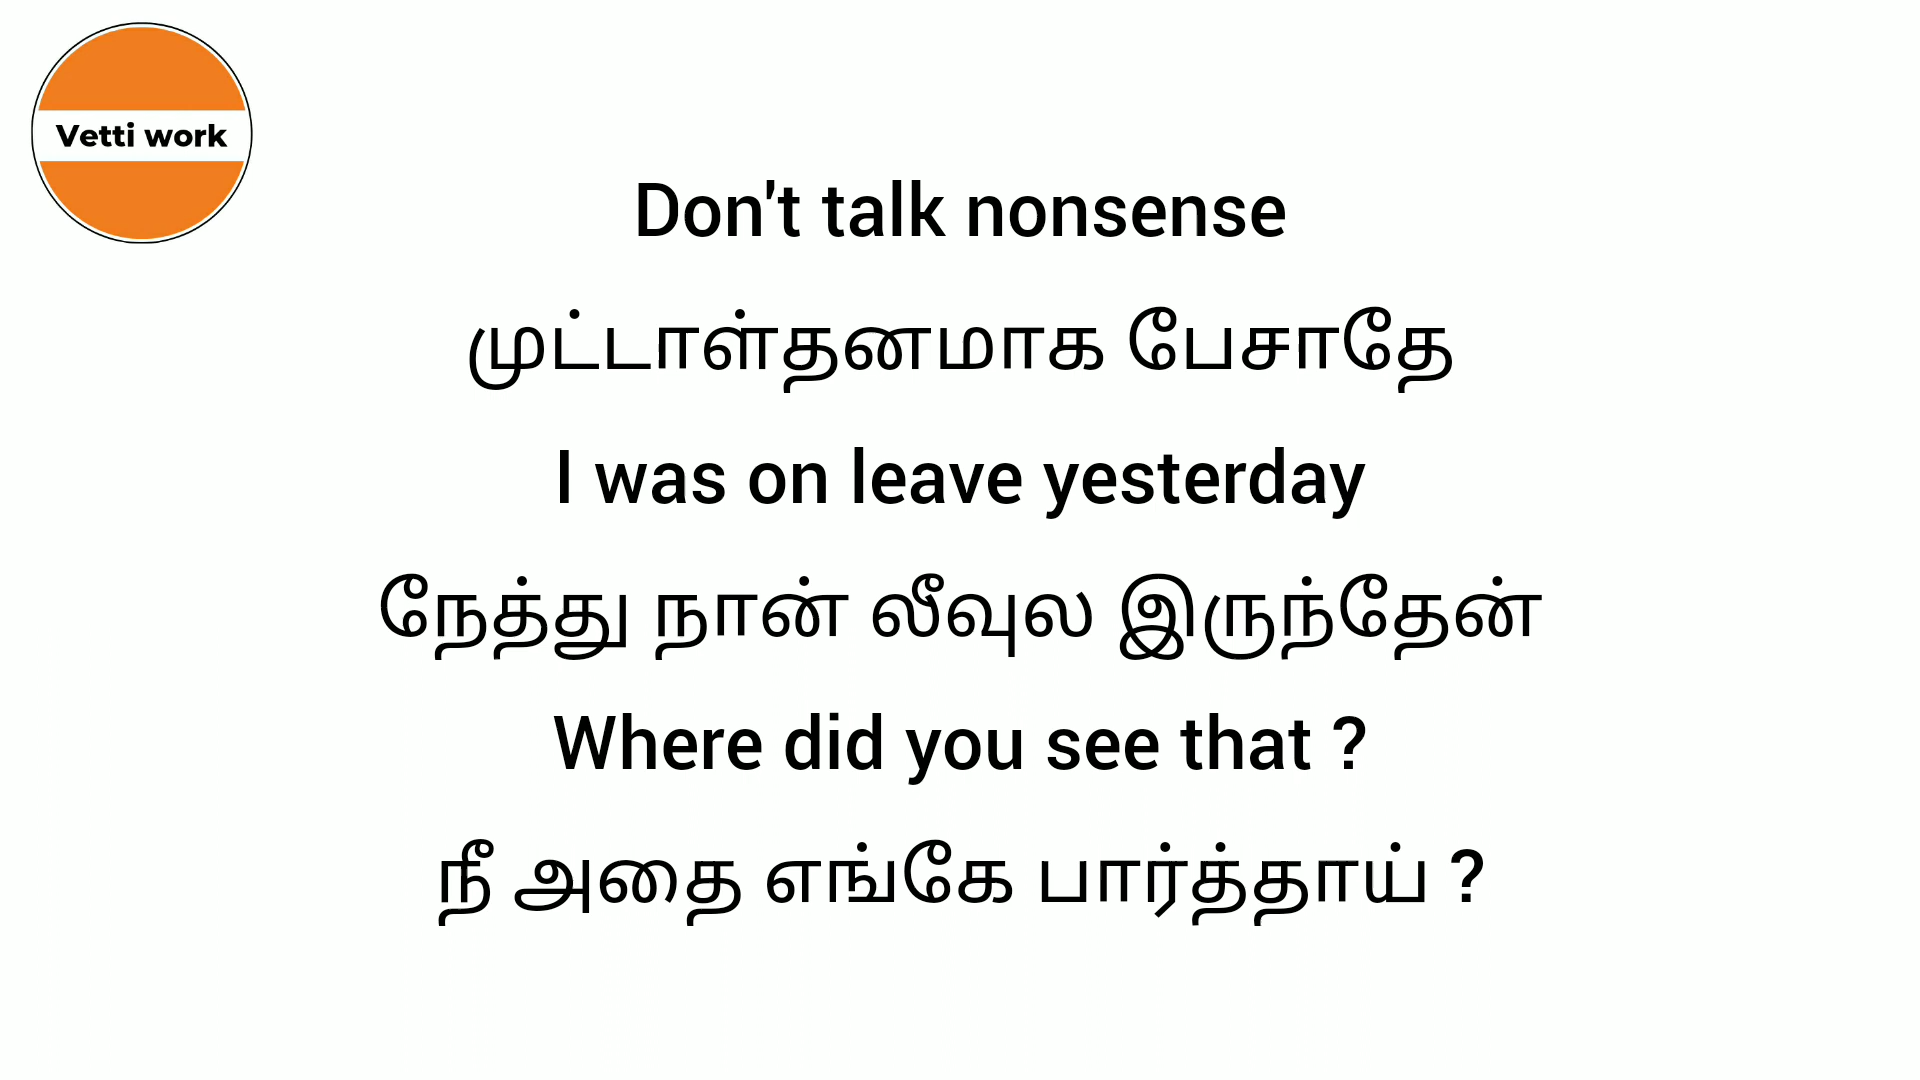 Vetti work
Don't talk nonsense
முட்டாள்தனமாக பேசாதே
I was on leave yesterday
நேத்து நான் லீவுல இருந்தேன்
Where did you see that ?
நீ அதை எங்கே பார்த்தாய் ?